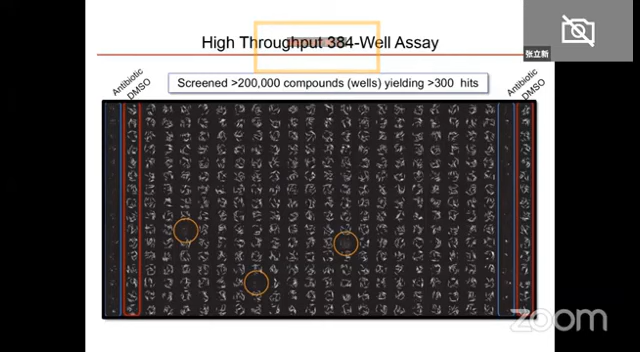 High Throughput 384-Well Assay
张立新
Screened >200,000 compounds (wells) yielding >300 hits
Antibiotic
DMSO
Antibiotic
DMSO
zoom